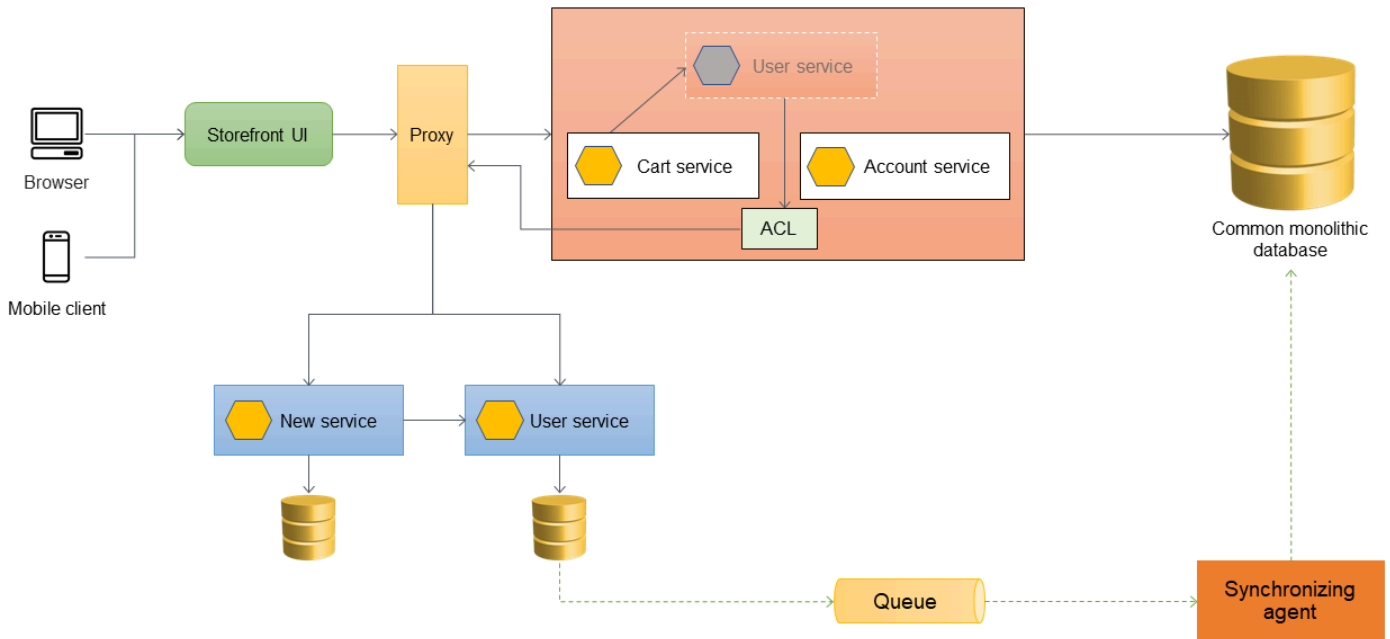 User service
Storefront UI
Proxy
Cart service
Account service
Browser
ACL
Common monolithic
database
Mobile client
New service
User service
Queue
Synchronizing
agent